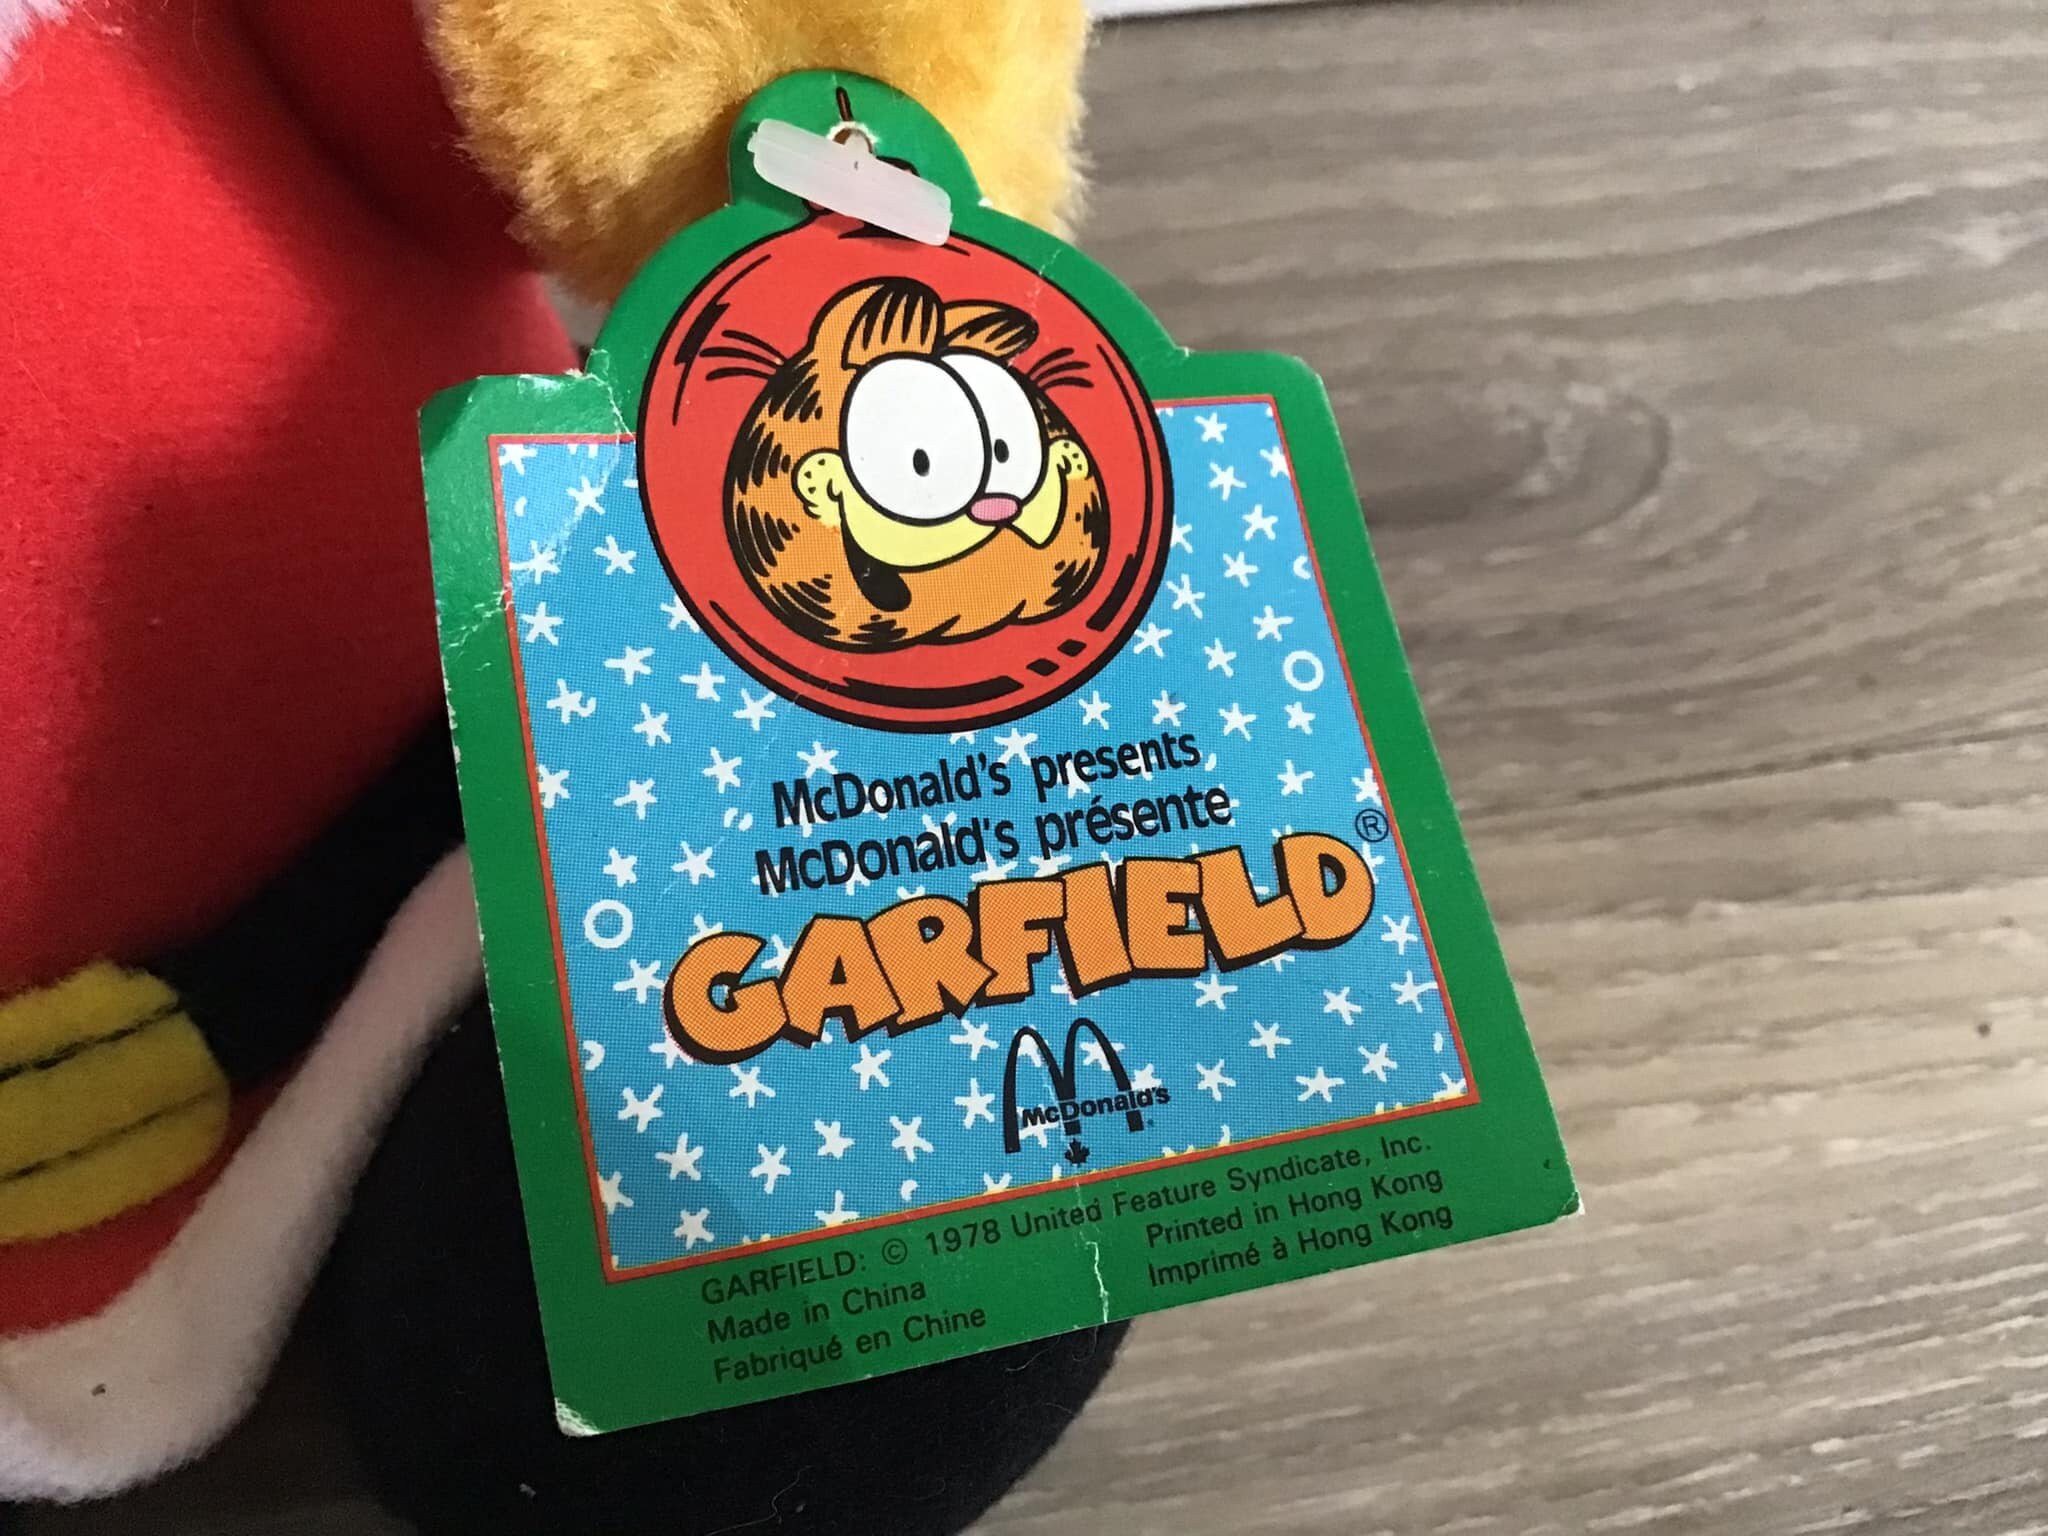 McDonald's presents
McDonald's présente
GARFIELD®
McDonald's
GARFIELD: © 1978 United Feature Syndicate, Inc.
Made in China
Fabriqué en Chine
Printed in Hong Kong
Imprimé à Hong Kong